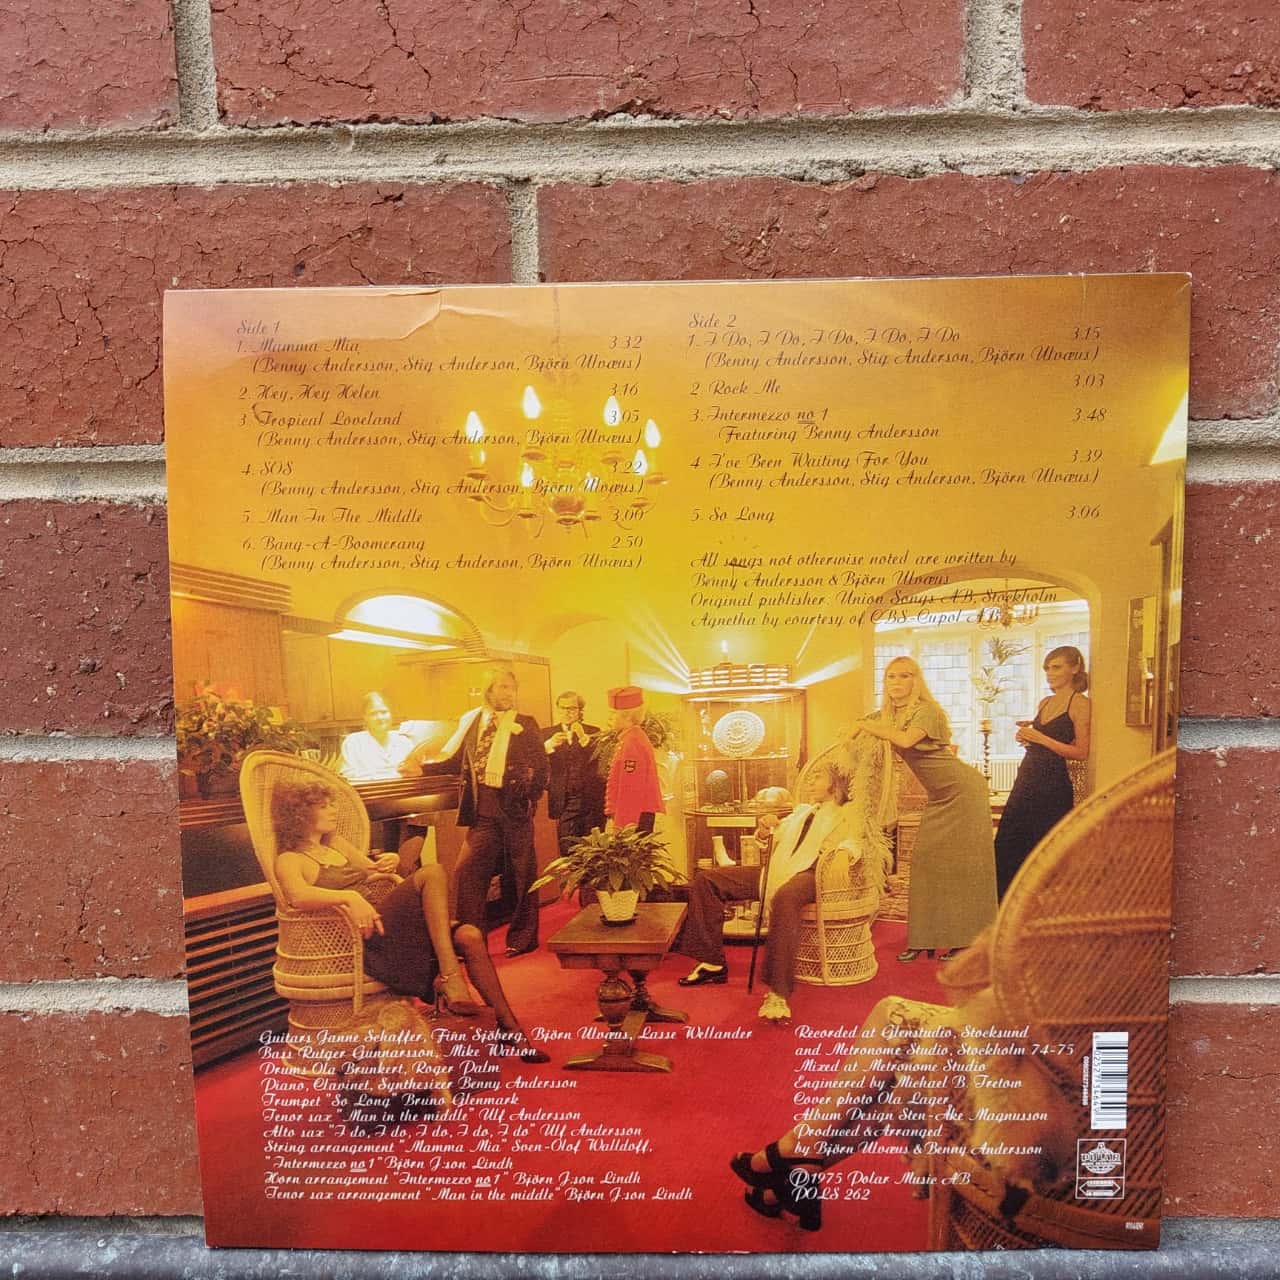 Side 1
1. Mamma Mia 3.32
(Benny Andersson, Stig Anderson, Björn Ulvæus)
2. Hey, Hey Helen 3.16
3. Tropical Loveland 3.05
(Benny Andersson, Stig Anderson, Björn Ulvæus)
4. SOS 3.22
(Benny Andersson, Stig Anderson, Björn Ulvæus)
5. Man In The Middle 3.00
6. Bang-A-Boomerang 2.50
(Benny Andersson, Stig Anderson, Björn Ulvæus)
Side 2
1. I Do, I Do, I Do, I Do, I Do 3.15
(Benny Andersson, Stig Anderson, Björn Ulvæus)
2. Rock Me 3.03
3. Intermezzo no 1 3.48
(Featuring Benny Andersson
4 I've Been Waiting For You 3.39
(Benny Andersson, Stig Anderson, Björn Ulvæus)
5. So Long 3.06
All songs not otherwise noted are written by
Benny Andersson & Björn Ulvæus
Original publisher: Union Songs AB, Stockholm
Agnetha by courtesy of CBS-Cupol AB
Guitars Janne Schaffer, Finn Sjöberg, Björn Ulvæus, Lasse Wellander
Bass Rutger Gunnarsson, Mike Watson
Drums Ola Brunkert, Roger Palm
Piano, Clavinet, Synthesizer Benny Andersson
Trumpet "So Long" Bruno Glenmark
Tenor sax "Man in the middle" Ulf Andersson
Alto sax "I do, I do, I do, I do, I do" Ulf Andersson
String arrangement "Mamma Mia" Sven-Olof Walldoff,
"Intermezzo no 1" Björn J:son Lindh
Horn arrangement "Intermezzo no 1" Björn J:son Lindh
Tenor sax arrangement "Man in the middle" Björn J:son Lindh
Recorded at Glenstudio, Stocksund
and Metronome Studio, Stockholm 74-75
Mixed at Metronome Studio
Engineered by Michael B. Tretow
Cover photo Ola Lager
Album Design Sten-Åke Magnusson
Produced & Arranged
by Björn Ulvæus & Benny Andersson
Ⓟ 1975 Polar Music AB
POLS 262
6 02527 34649 9
POLAR